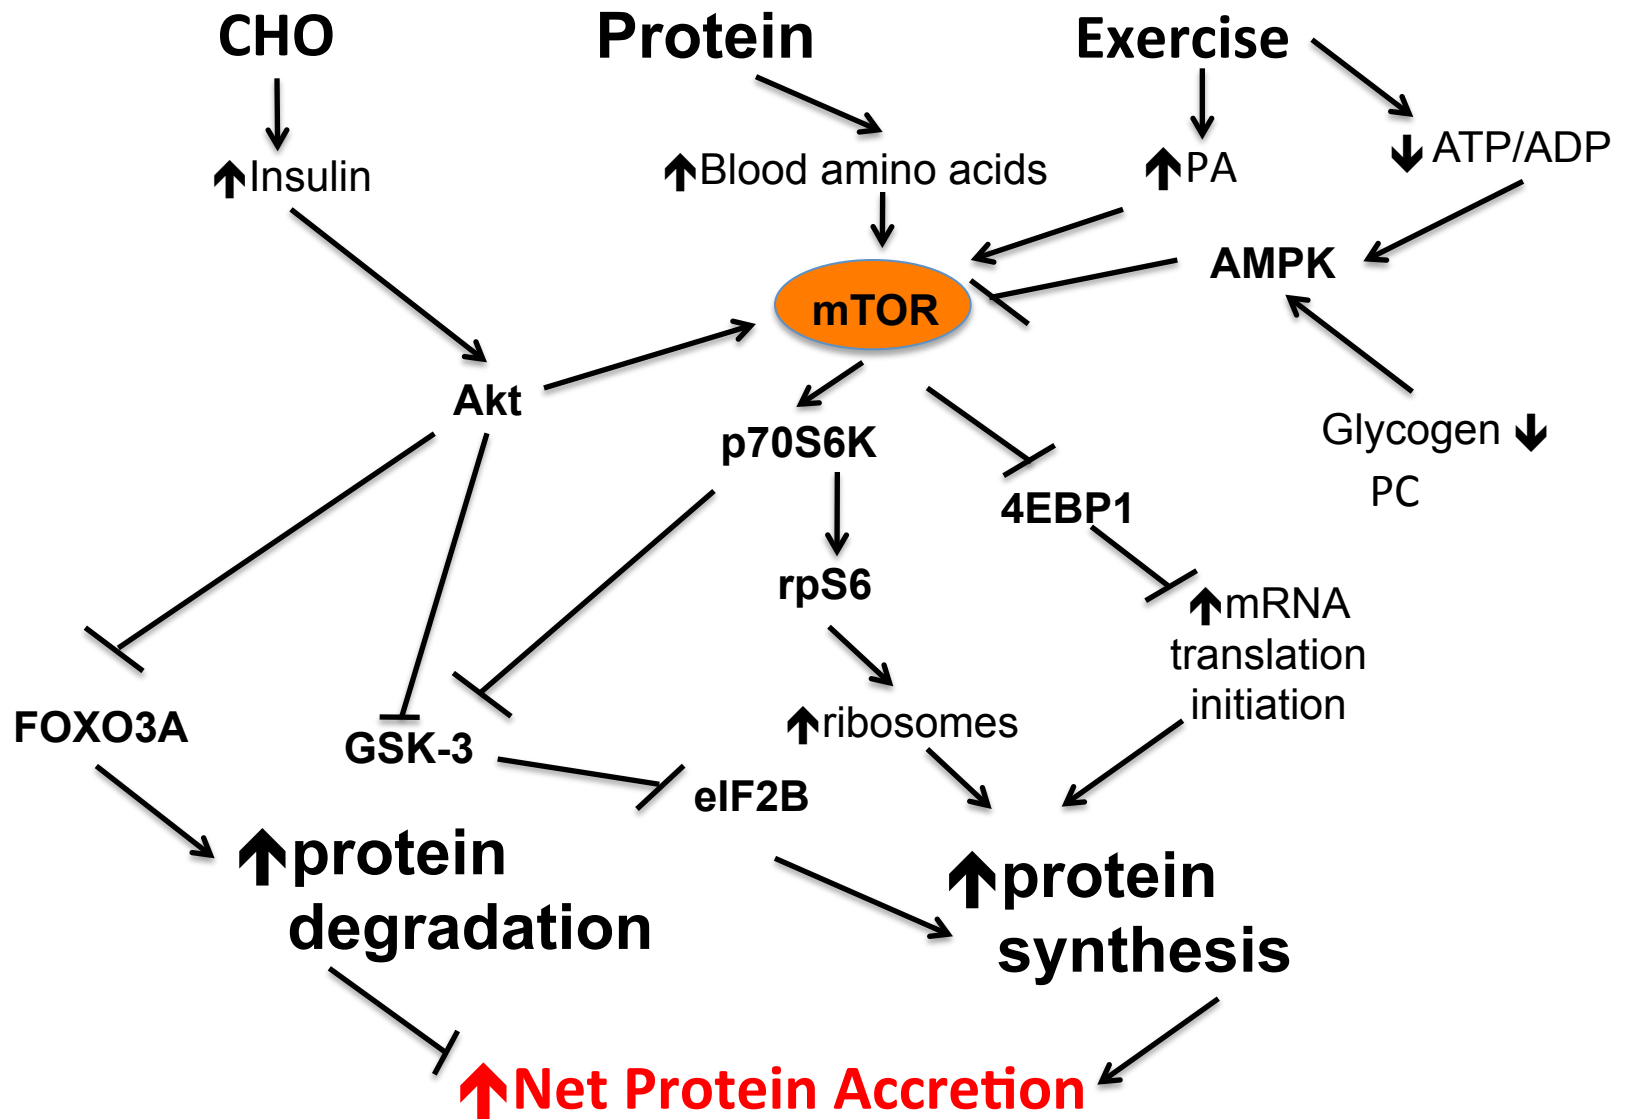 CHO
Protein
Exercise
Insulin
Blood amino acids
PA
ATP/ADP
AMPK
mTOR
Akt
p70S6K
Glycogen
PC
4EBP1
rpS6
mRNA
translation
initiation
FOXO3A
GSK-3
ribosomes
eIF2B
protein
degradation
protein
synthesis
Net Protein Accretion